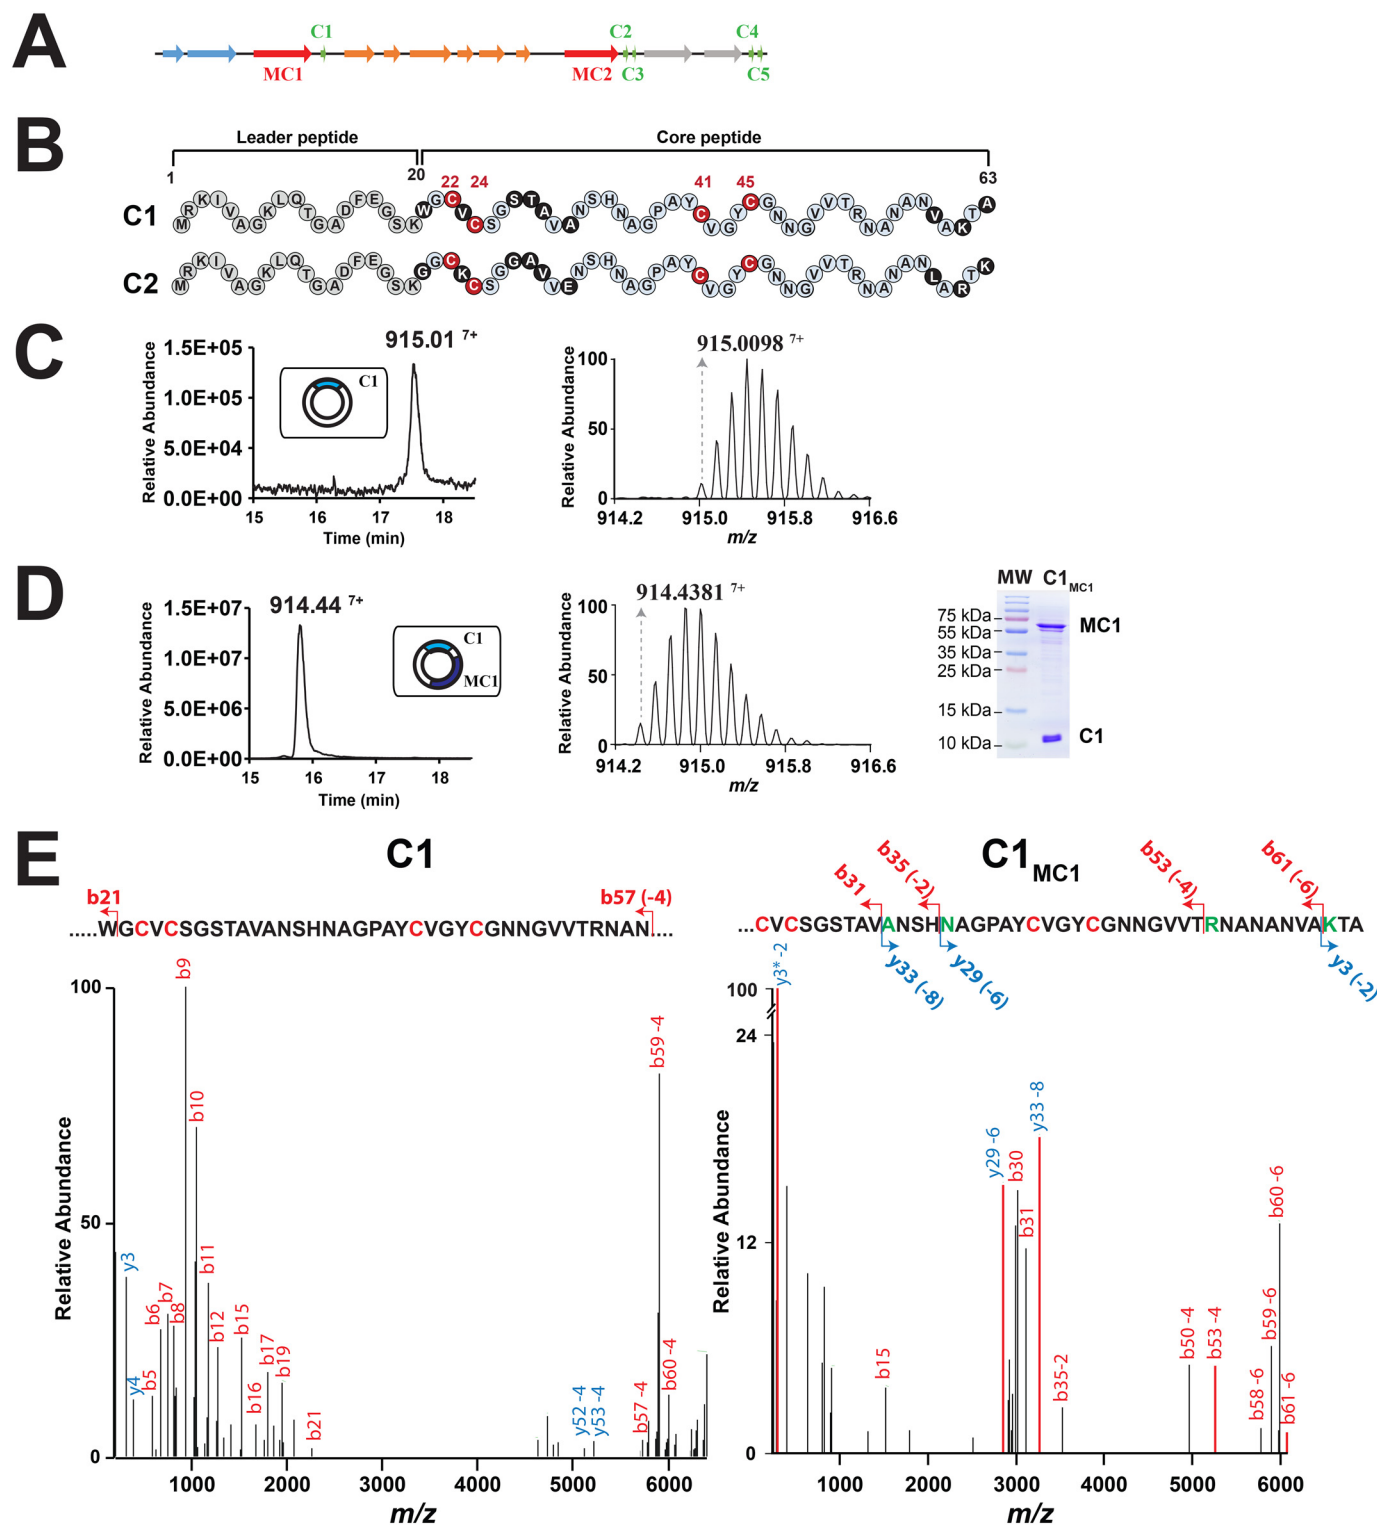 A
C1
C2
C4
MC1
MC2
C3
C5
B
Leader peptide
Core peptide
1
20
22
24
41
45
63
C1
MRKIVAGKLQTGADFEGSKWGCVCSGSTAVANSHNAGPAYCVGYCGNNGVVTRNANANVAKTA
C2
MRKIVAGKLQTGADFEGSKGGCKCSGGAVVENSHNAGPAYCVGYCGNNGVVTRNANANLARTK
C
915.01 7+
Relative Abundance
1.5E+05
1.0E+05
5.0E+04
0.0E+00
C1
15 16 17 18
Time (min)
915.0098 7+
Relative Abundance
100
50
0
914.2 915.0 915.8 916.6
m/z
D
914.44 7+
Relative Abundance
1.5E+07
1.0E+07
5.0E+06
0.0E+00
C1
MC1
15 16 17 18
Time (min)
914.4381 7+
Relative Abundance
100
50
0
914.2 915.0 915.8 916.6
m/z
MW C1MC1
75 kDa
55 kDa
35 kDa
25 kDa
15 kDa
10 kDa
MC1
C1
E
C1
b21
b57 (-4)
.....WGCVCSGSTAVANSHNAGPAYCVGYCGNNGVVTRNAN....
Relative Abundance
100
50
0
y3
y4
b5
b6
b7
b8
b9
b10
b11
b12
b15
b16
b17
b19
b21
y52 -4
y53 -4
b57 -4
b59 -4
b60 -4
1000 2000 3000 4000 5000 6000
m/z
C1MC1
b31
b35 (-2)
b53 (-4)
b61 (-6)
...CVCSGSTAVANSHNAGPAYCVGYCGNNGVVTRNANANVAKTA
y33 (-8)
y29 (-6)
y3 (-2)
Relative Abundance
100
24
12
0
y3* -2
b15
y29 -6
b30
b31
y33 -8
b35-2
b50 -4
b53 -4
b58 -6
b59 -6
b60 -6
b61 -6
1000 2000 3000 4000 5000 6000
m/z